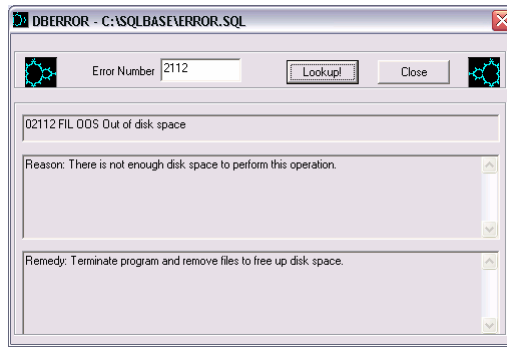 DBERROR - C:\SQLBASE\ERROR.SQL
Error Number 2112 Lookup! Close
02112 FIL OOS Out of disk space
Reason: There is not enough disk space to perform this operation.
Remedy: Terminate program and remove files to free up disk space.